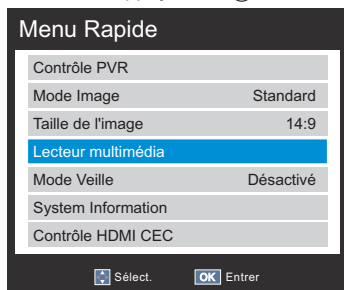 Menu Rapide
Contrôle PVR
Mode Image Standard
Taille de l'image 14:9
Lecteur multimédia
Mode Veille Désactivé
System Information
Contrôle HDMI CEC
Sélect. OK Entrer